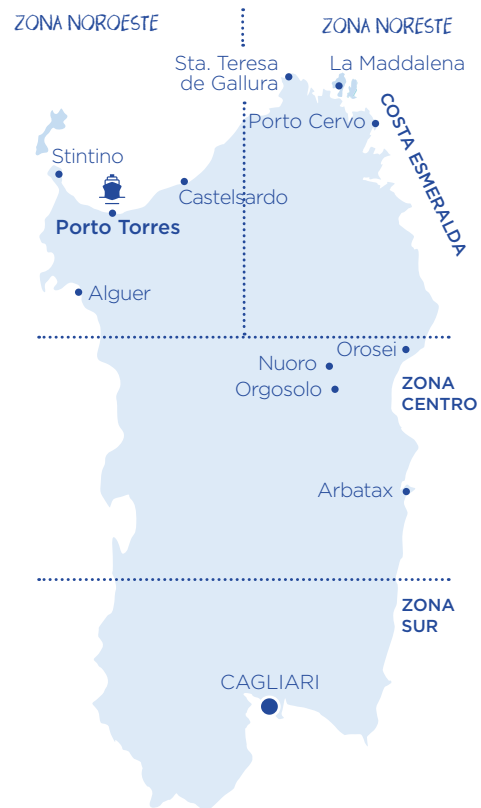 ZONA NOROESTE
ZONA NORESTE
Sta. Teresa
de Gallura
La Maddalena
Porto Cervo
COSTA ESMERALDA
Stintino
Castelsardo
Porto Torres
Alguer
Orosei
Nuoro
Orgosolo
ZONA
CENTRO
Arbatax
ZONA
SUR
CAGLIARI